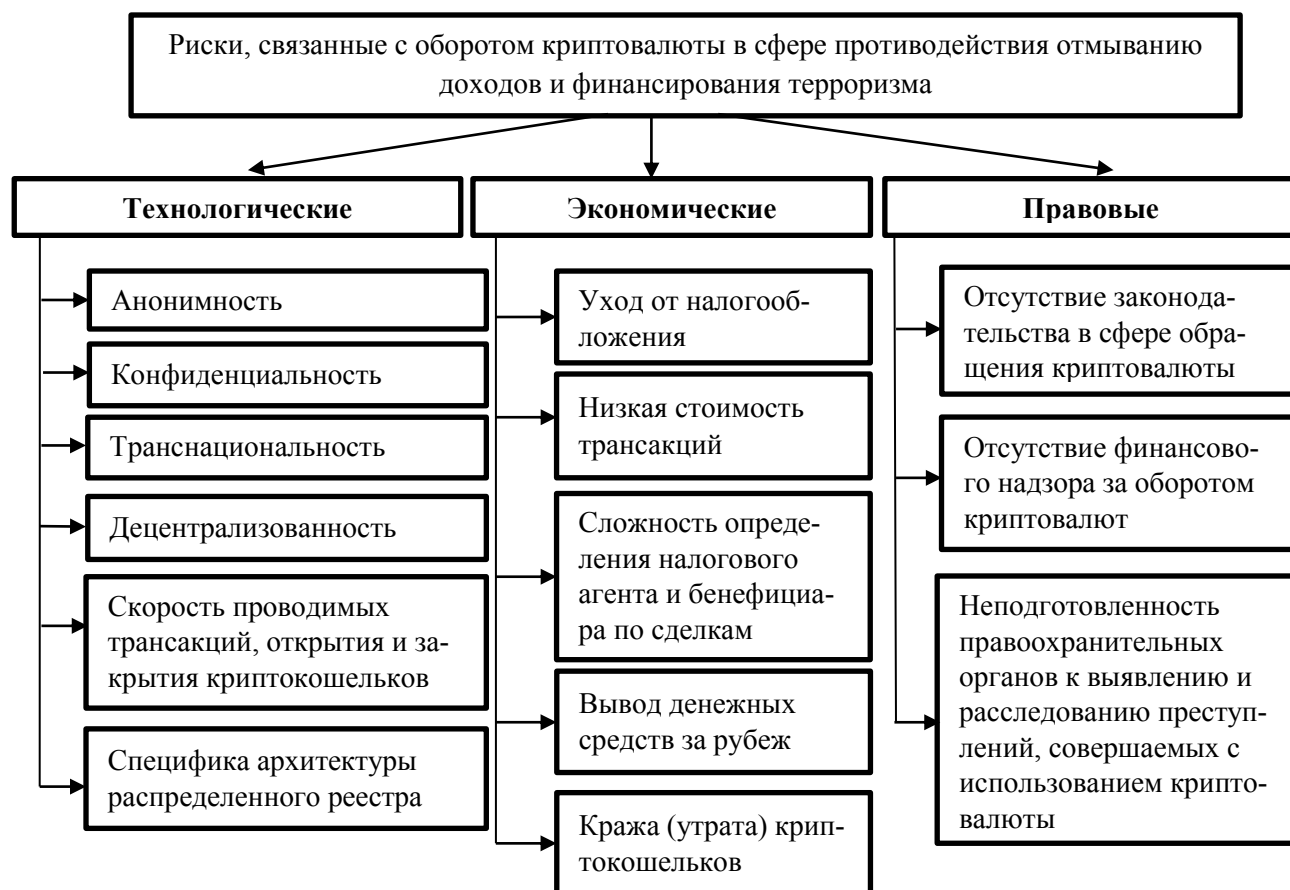 Риски, связанные с оборотом криптовалюты в сфере противодействия отмыванию
доходов и финансирования терроризма
Технологические
Анонимность
Конфиденциальность
Транснациональность
Децентрализованность
Скорость проводимых
трансакций, открытия и за-
крытия криптокошельков
Специфика архитектуры
распределенного реестра
Экономические
Уход от налогооб-
ложения
Низкая стоимость
трансакций
Сложность опреде-
ления налогового
агента и бенефициа-
ра по сделкам
Вывод денежных
средств за рубеж
Кража (утрата) крип-
токошельков
Правовые
Отсутствие законода-
тельства в сфере обра-
щения криптовалюты
Отсутствие финансово-
го надзора за оборотом
криптовалют
Неподготовленность
правоохранительных
органов к выявлению и
расследованию преступ-
лений, совершаемых с
использованием крипто-
валюты